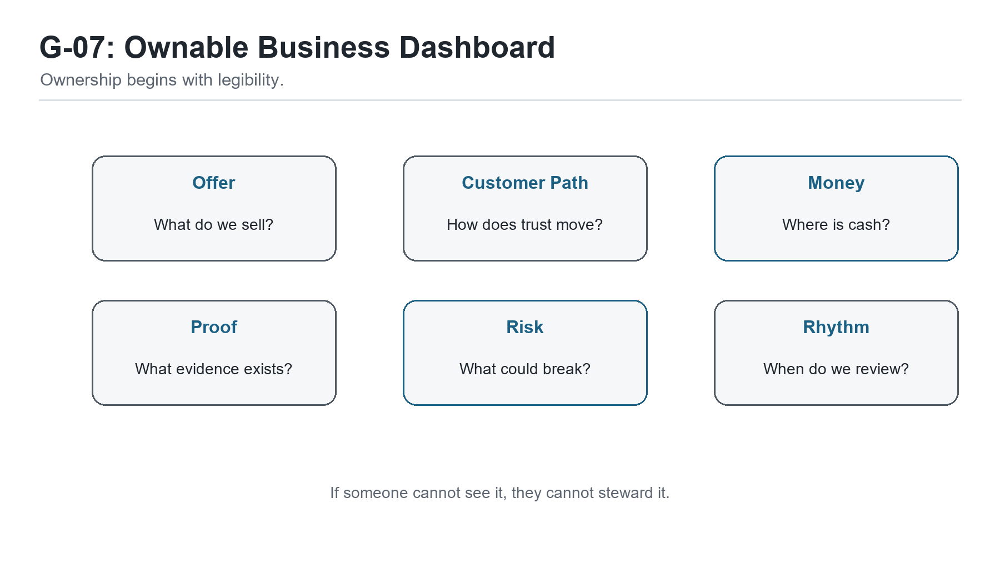 G-07: Ownable Business Dashboard
Ownership begins with legibility.
Offer
What do we sell?
Customer Path
How does trust move?
Money
Where is cash?
Proof
What evidence exists?
Risk
What could break?
Rhythm
When do we review?
If someone cannot see it, they cannot steward it.